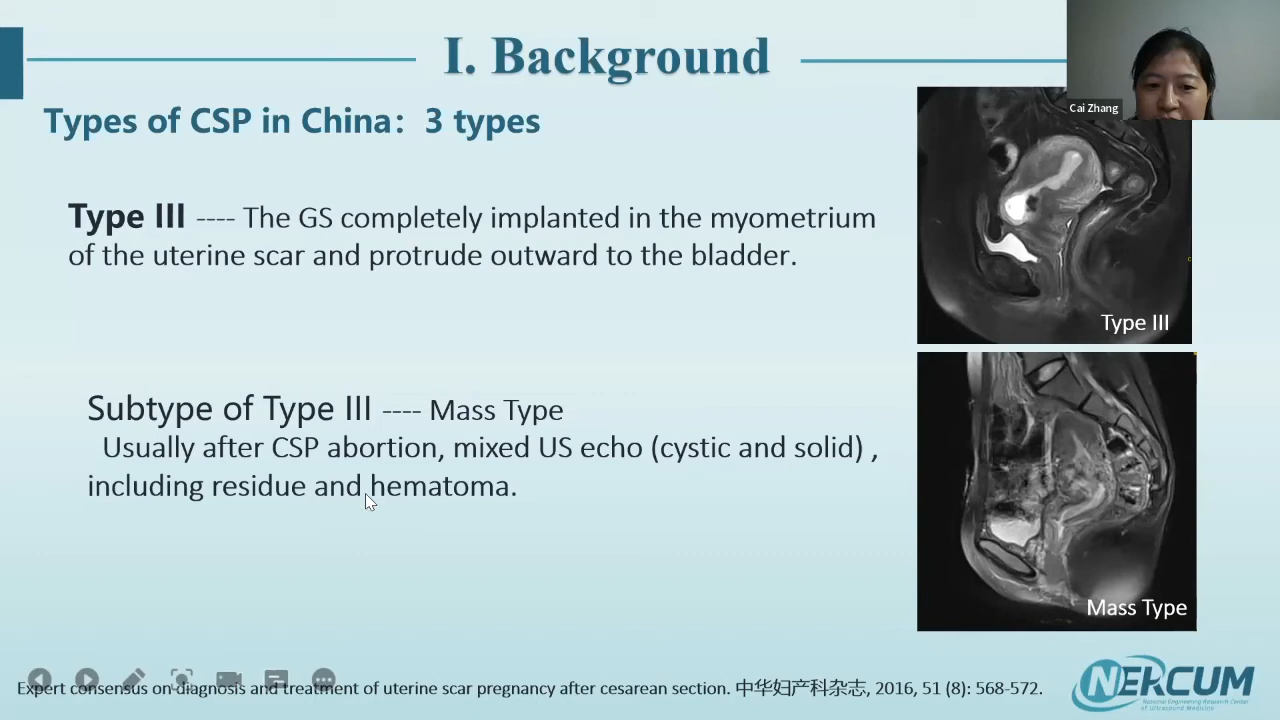 I. Background
Cai Zhang
Types of CSP in China： 3 types
Type III ---- The GS completely implanted in the myometrium
of the uterine scar and protrude outward to the bladder.
Type III
Subtype of Type III ---- Mass Type
Usually after CSP abortion, mixed US echo (cystic and solid) ,
including residue and hematoma.
Mass Type
Expert consensus on diagnosis and treatment of uterine scar pregnancy after cesarean section. 中华妇产科杂志, 2016, 51 (8): 568-572.
NERCUM
National Engineering Research Center
of Ultrasound Medicine